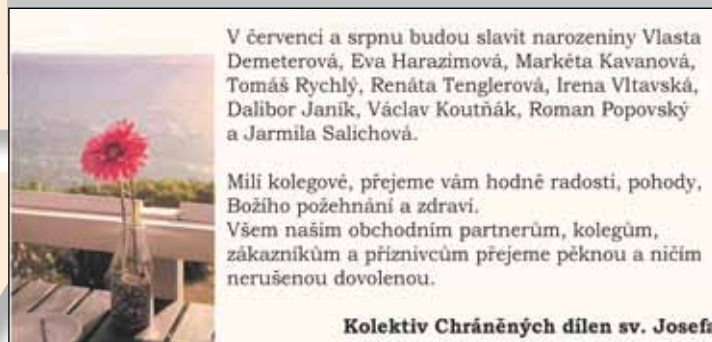 V červenci a srpnu budou slavit narozeniny Vlasta
Demeterová, Eva Harazimová, Markéta Kavanová,
Tomáš Rychlý, Renáta Tenglerová, Irena Vltavská,
Dalibor Janík, Václav Koutňák, Roman Popovský
a Jarmila Salichová.
Milí kolegové, přejeme vám hodně radosti, pohody,
Božího požehnání a zdraví.
Všem našim obchodním partnerům, kolegům,
zákazníkům a příznivcům přejeme pěknou a ničím
nerušenou dovolenou.
Kolektiv Chráněných dílen sv. Josefa